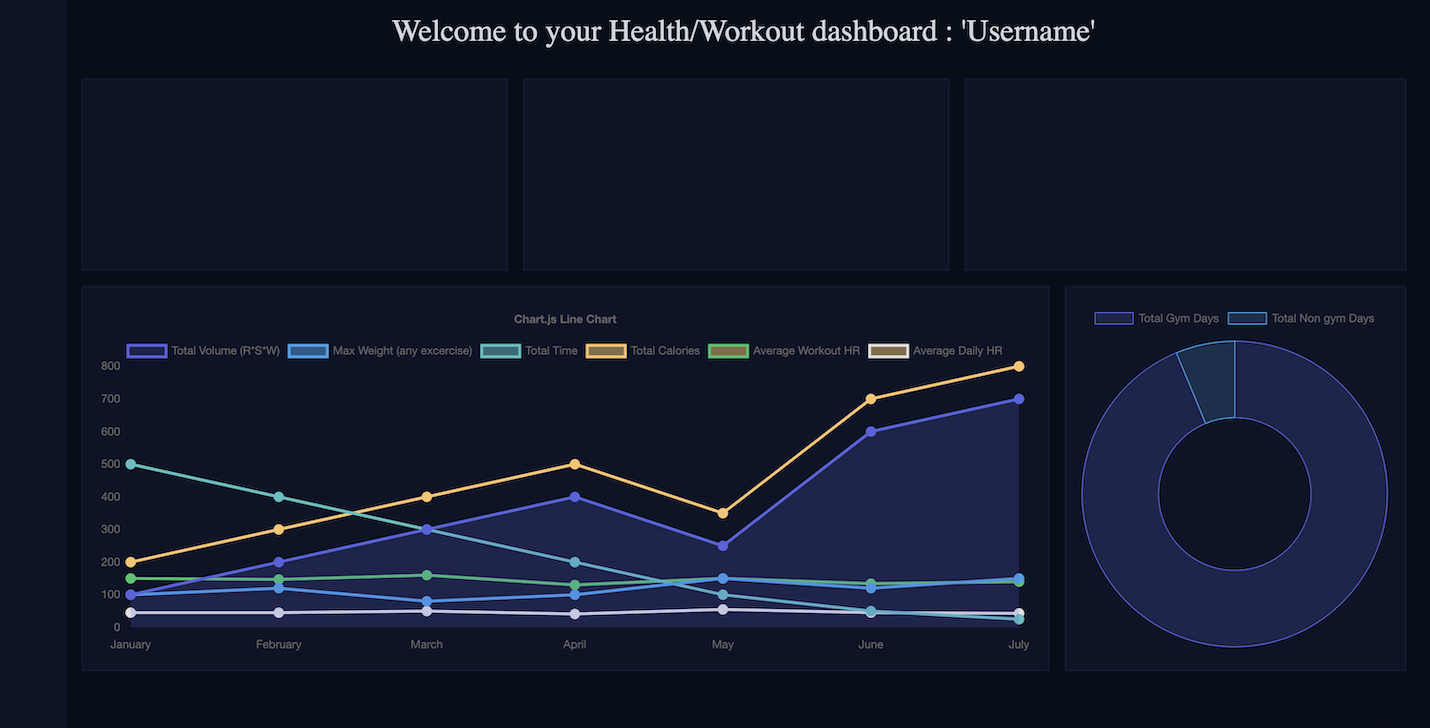 Welcome to your Health/Workout dashboard : 'Username'
Chart.js Line Chart
Total Volume (R*S*W) Max Weight (any excercise) Total Time Total Calories Average Workout HR Average Daily HR
800
700
600
500
400
300
200
100
0
January February March April May June July
Total Gym Days Total Non gym Days